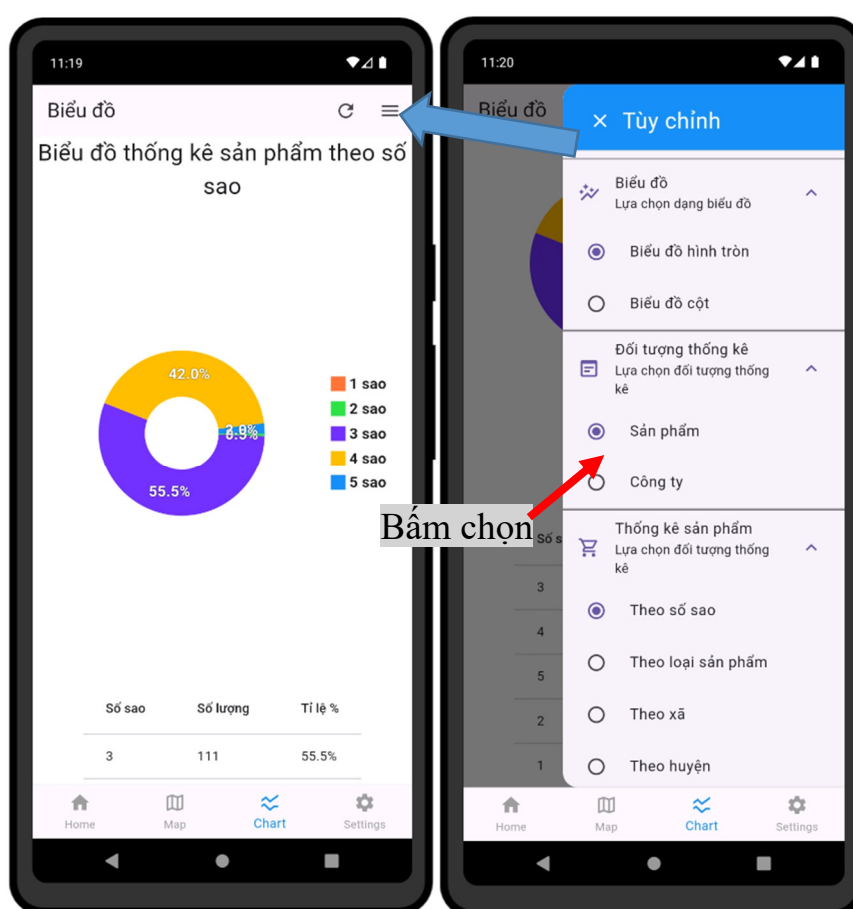 11:19
Biểu đồ
Biểu đồ thống kê sản phẩm theo số
sao
42.0%
55.5%
1 sao
2 sao
3 sao
4 sao
5 sao
Số sao Số lượng Tỉ lệ %
3 111 55.5%
Home Map Chart Settings
11:20
Biểu đồ
Tùy chỉnh
Biểu đồ
Lựa chọn dạng biểu đồ
Biểu đồ hình tròn
Biểu đồ cột
Đối tượng thống kê
Lựa chọn đối tượng thống
kê
Sản phẩm
Công ty
Bấm chọn
Số s
Thống kê sản phẩm
Lựa chọn đối tượng thống
kê
3
Theo số sao
4
Theo loại sản phẩm
5
Theo xã
2
Theo huyện
1
Home Map Chart Settings